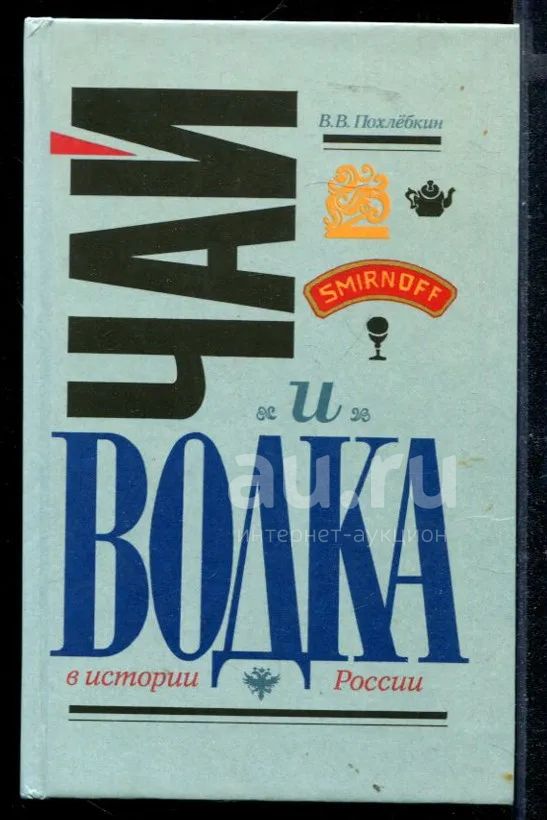 В.В. Похлёбкин
ЧАЙ
SMIRNOFF
и
ВОДКА
au.ru
интернет-аукцион
в истории России